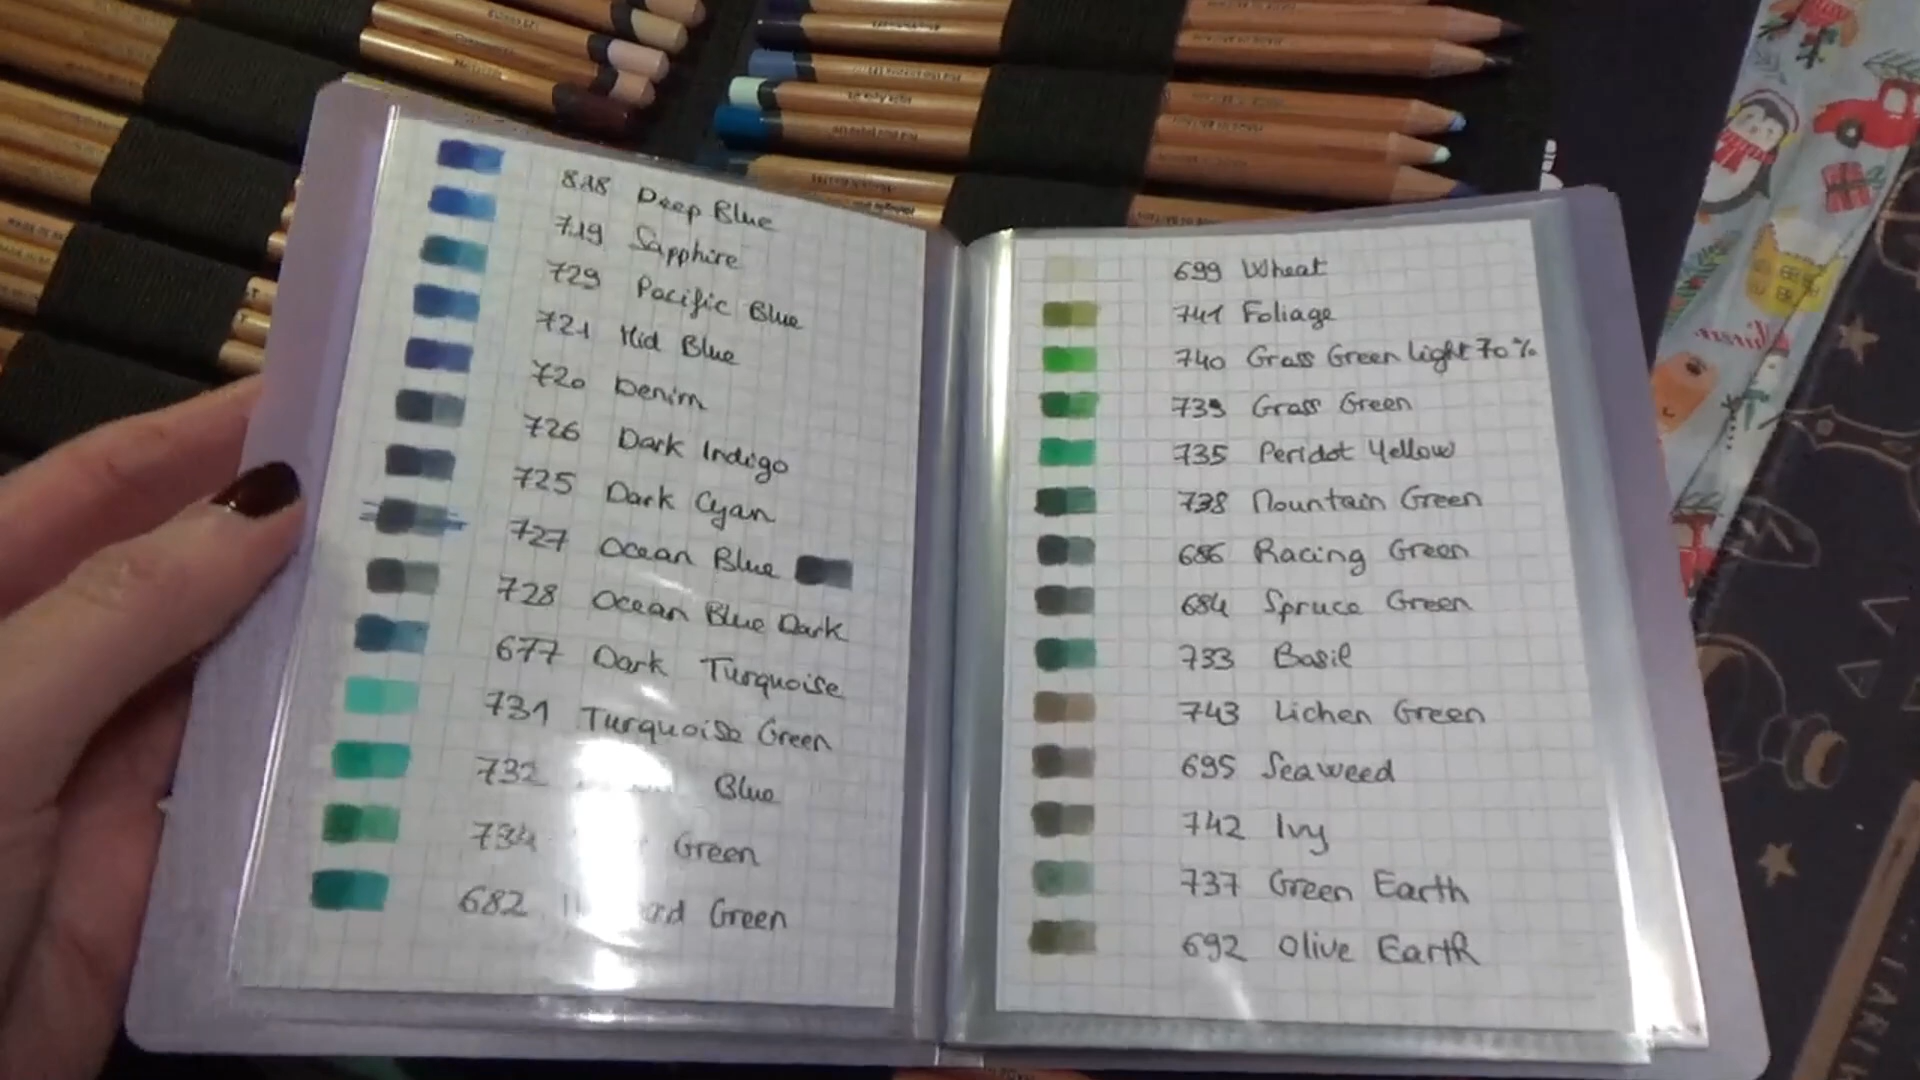 828 Deep Blue
719 Sapphire
729 Pacific Blue
721 Mid Blue
720 Denim
726 Dark Indigo
725 Dark Cyan
727 Ocean Blue
728 Ocean Blue Dark
677 Dark Turquoise
731 Turquoise Green
732 Blue
734 Green
682 Green
699 Wheat
741 Foliage
740 Grass Green Light 70%
739 Grass Green
735 Peridot Yellow
738 Mountain Green
686 Racing Green
684 Spruce Green
733 Basil
743 Lichen Green
695 Seaweed
742 Ivy
737 Green Earth
692 Olive Earth